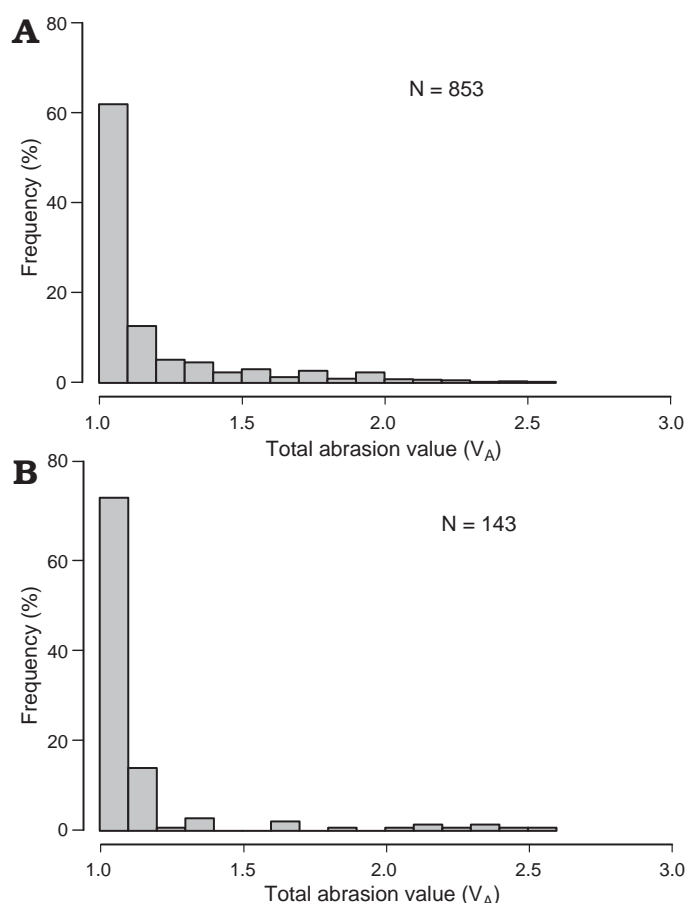 A
80
60
40
20
0
Frequency (%)
N = 853
1.0 1.5 2.0 2.5 3.0
Total abrasion value (VA)
B
80
60
40
20
0
Frequency (%)
N = 143
1.0 1.5 2.0 2.5 3.0
Total abrasion value (VA)